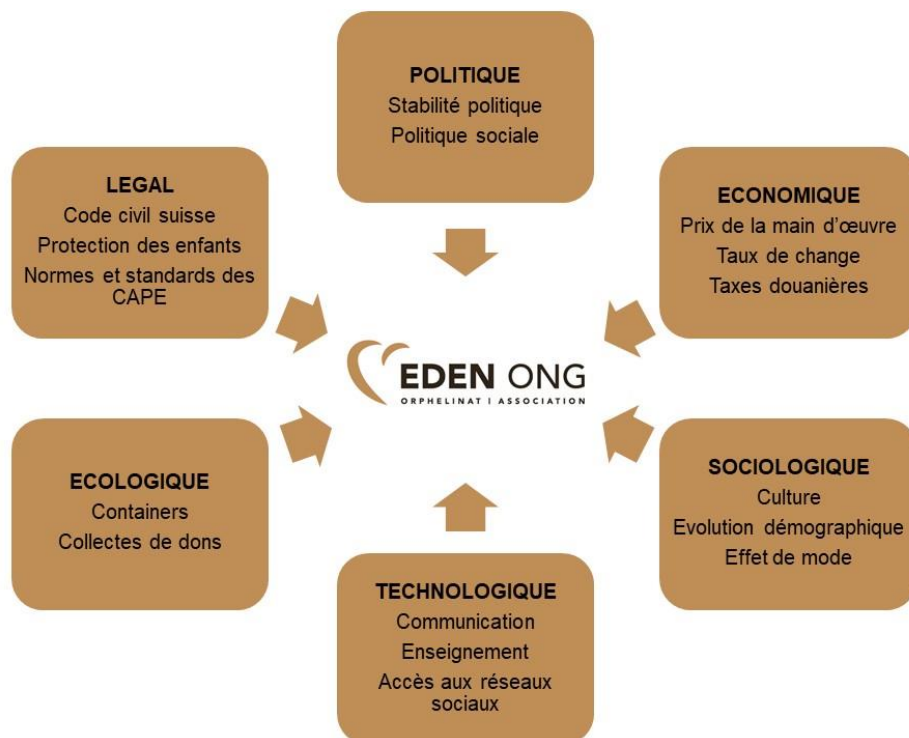 POLITIQUE
Stabilité politique
Politique sociale
LEGAL
Code civil suisse
Protection des enfants
Normes et standards des
CAPE
ECONOMIQUE
Prix de la main d'œuvre
Taux de change
Taxes douanières
EDEN ONG
ORPHELINAT I ASSOCIATION
ECOLOGIQUE
Containers
Collectes de dons
SOCIOLOGIQUE
Culture
Evolution démographique
Effet de mode
TECHNOLOGIQUE
Communication
Enseignement
Accès aux réseaux
sociaux